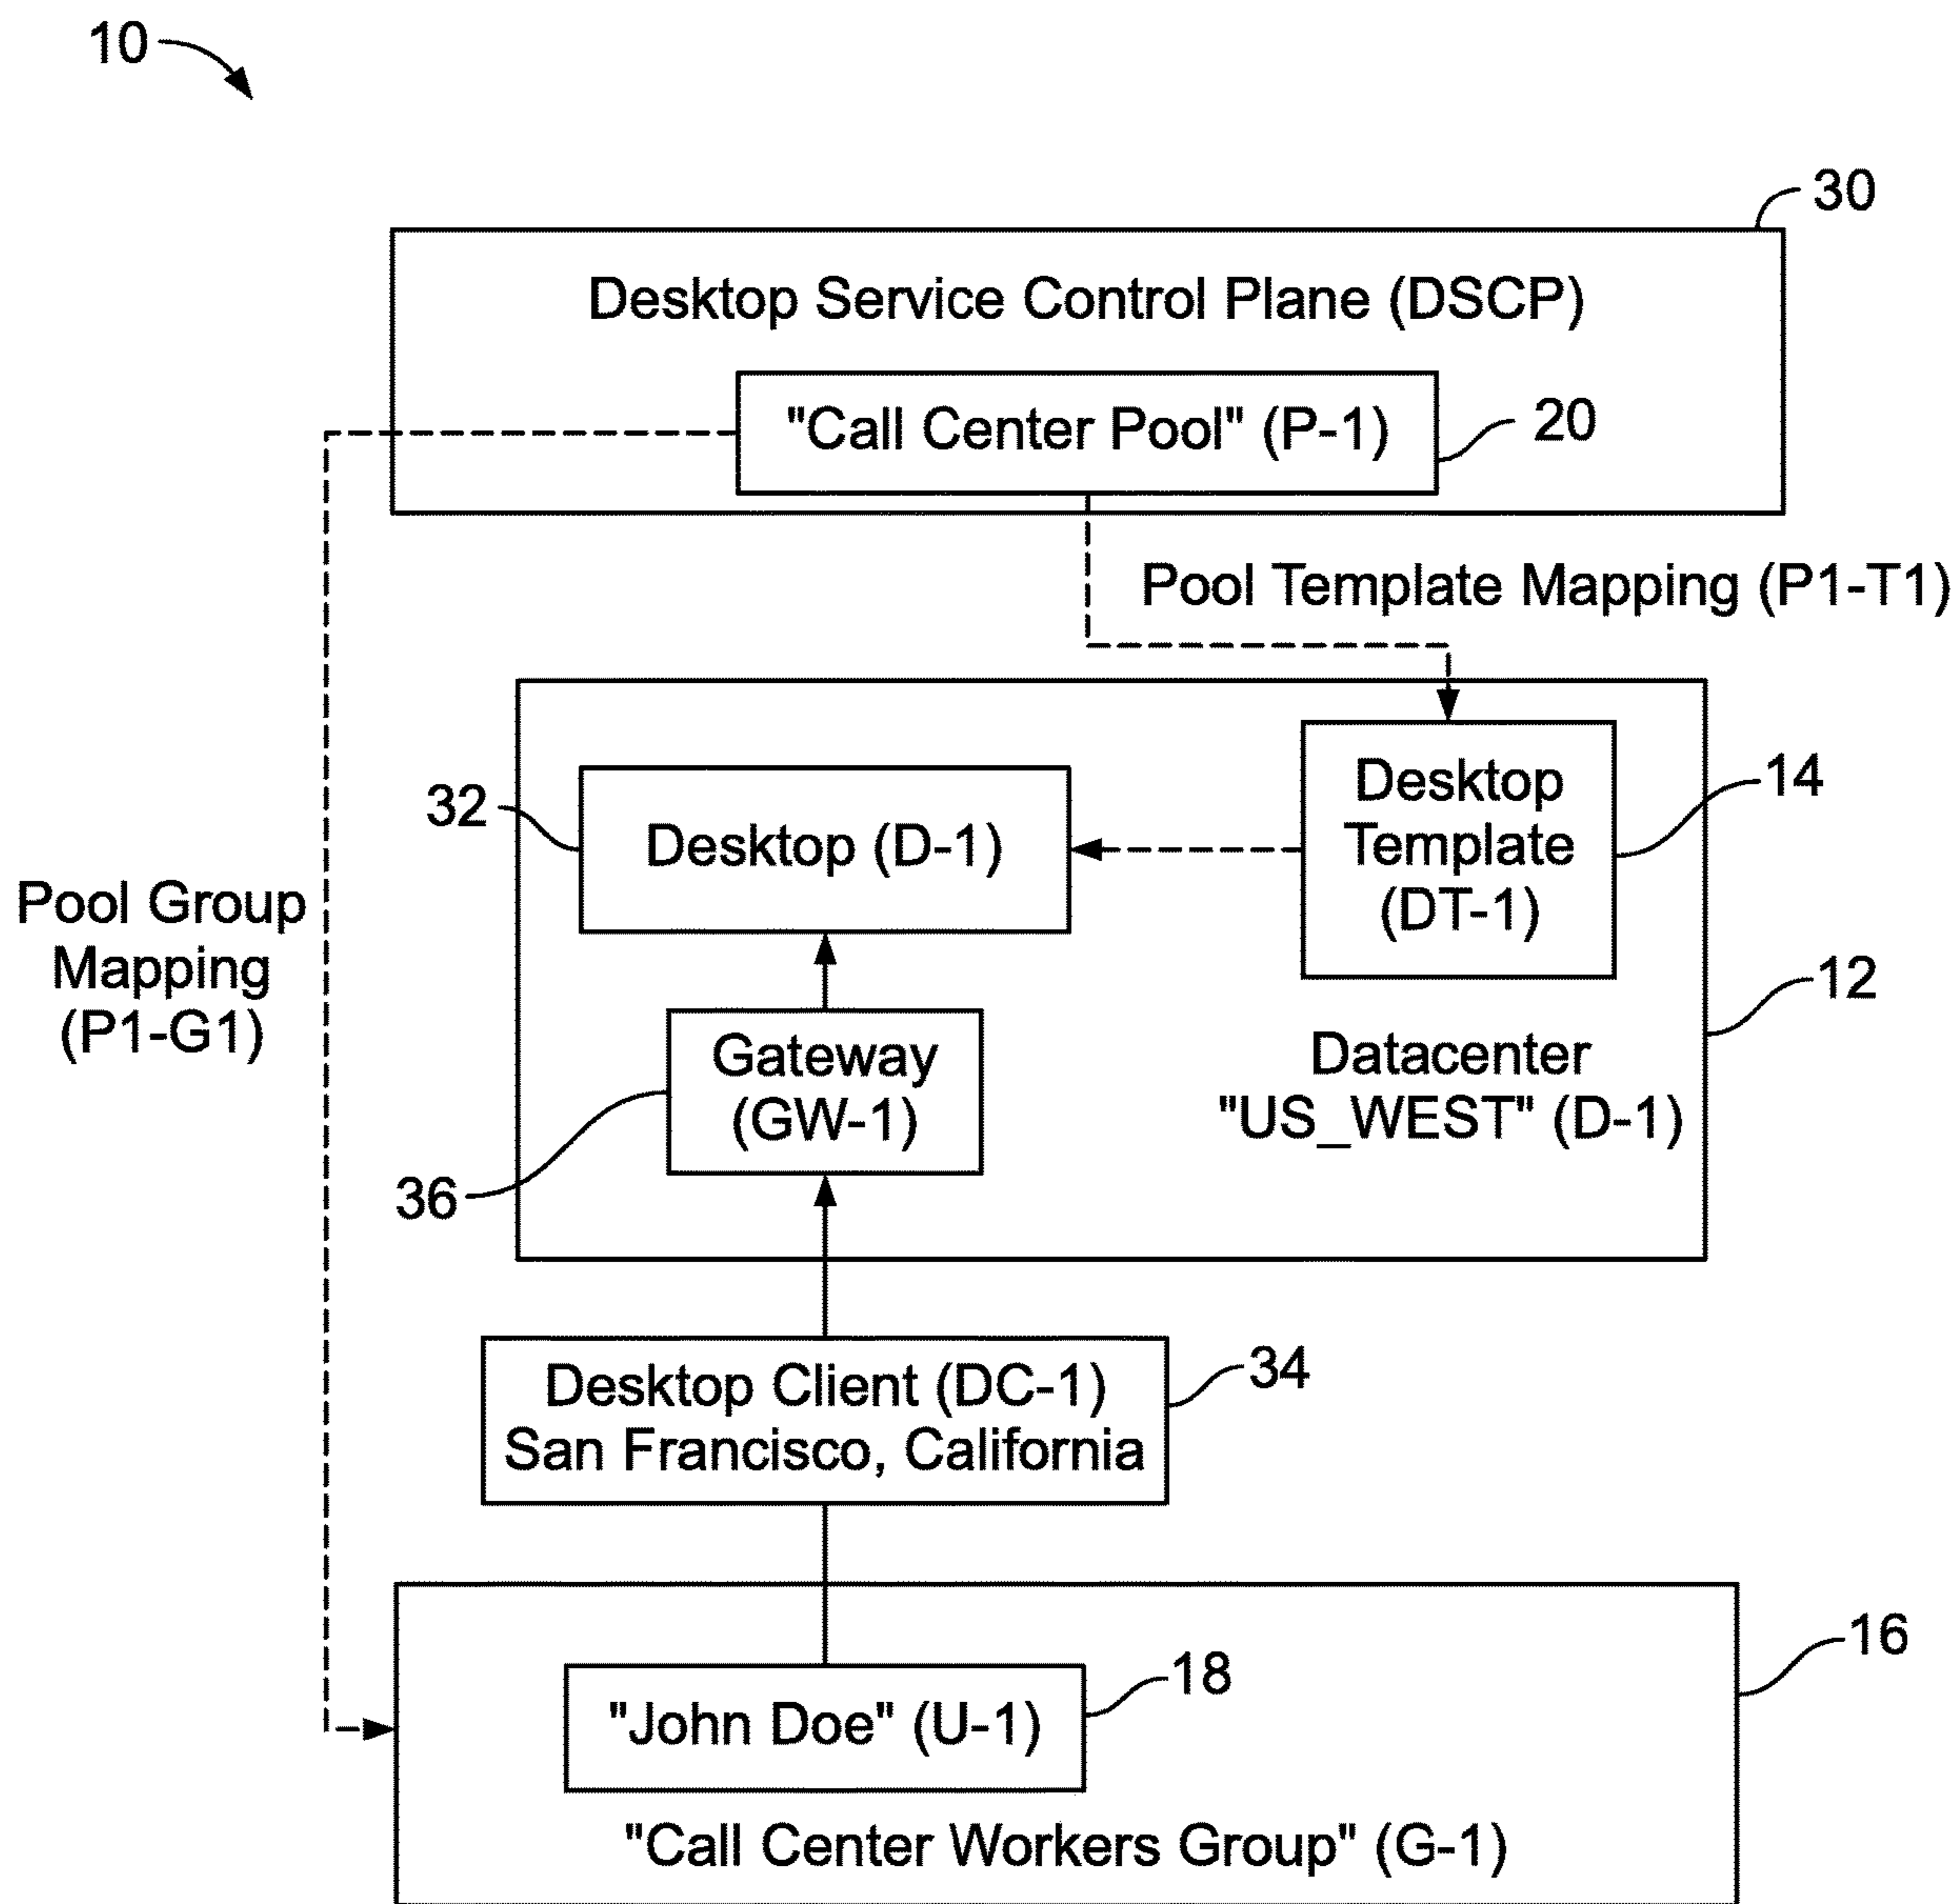 10
30
Desktop Service Control Plane (DSCP)
"Call Center Pool" (P-1)
20
Pool Template Mapping (P1-T1)
32
Desktop (D-1)
Desktop
Template
(DT-1)
14
Pool Group
Mapping
(P1-G1)
12
Gateway
(GW-1)
Datacenter
"US_WEST" (D-1)
36
Desktop Client (DC-1)
San Francisco, California
34
16
"John Doe" (U-1)
18
"Call Center Workers Group" (G-1)